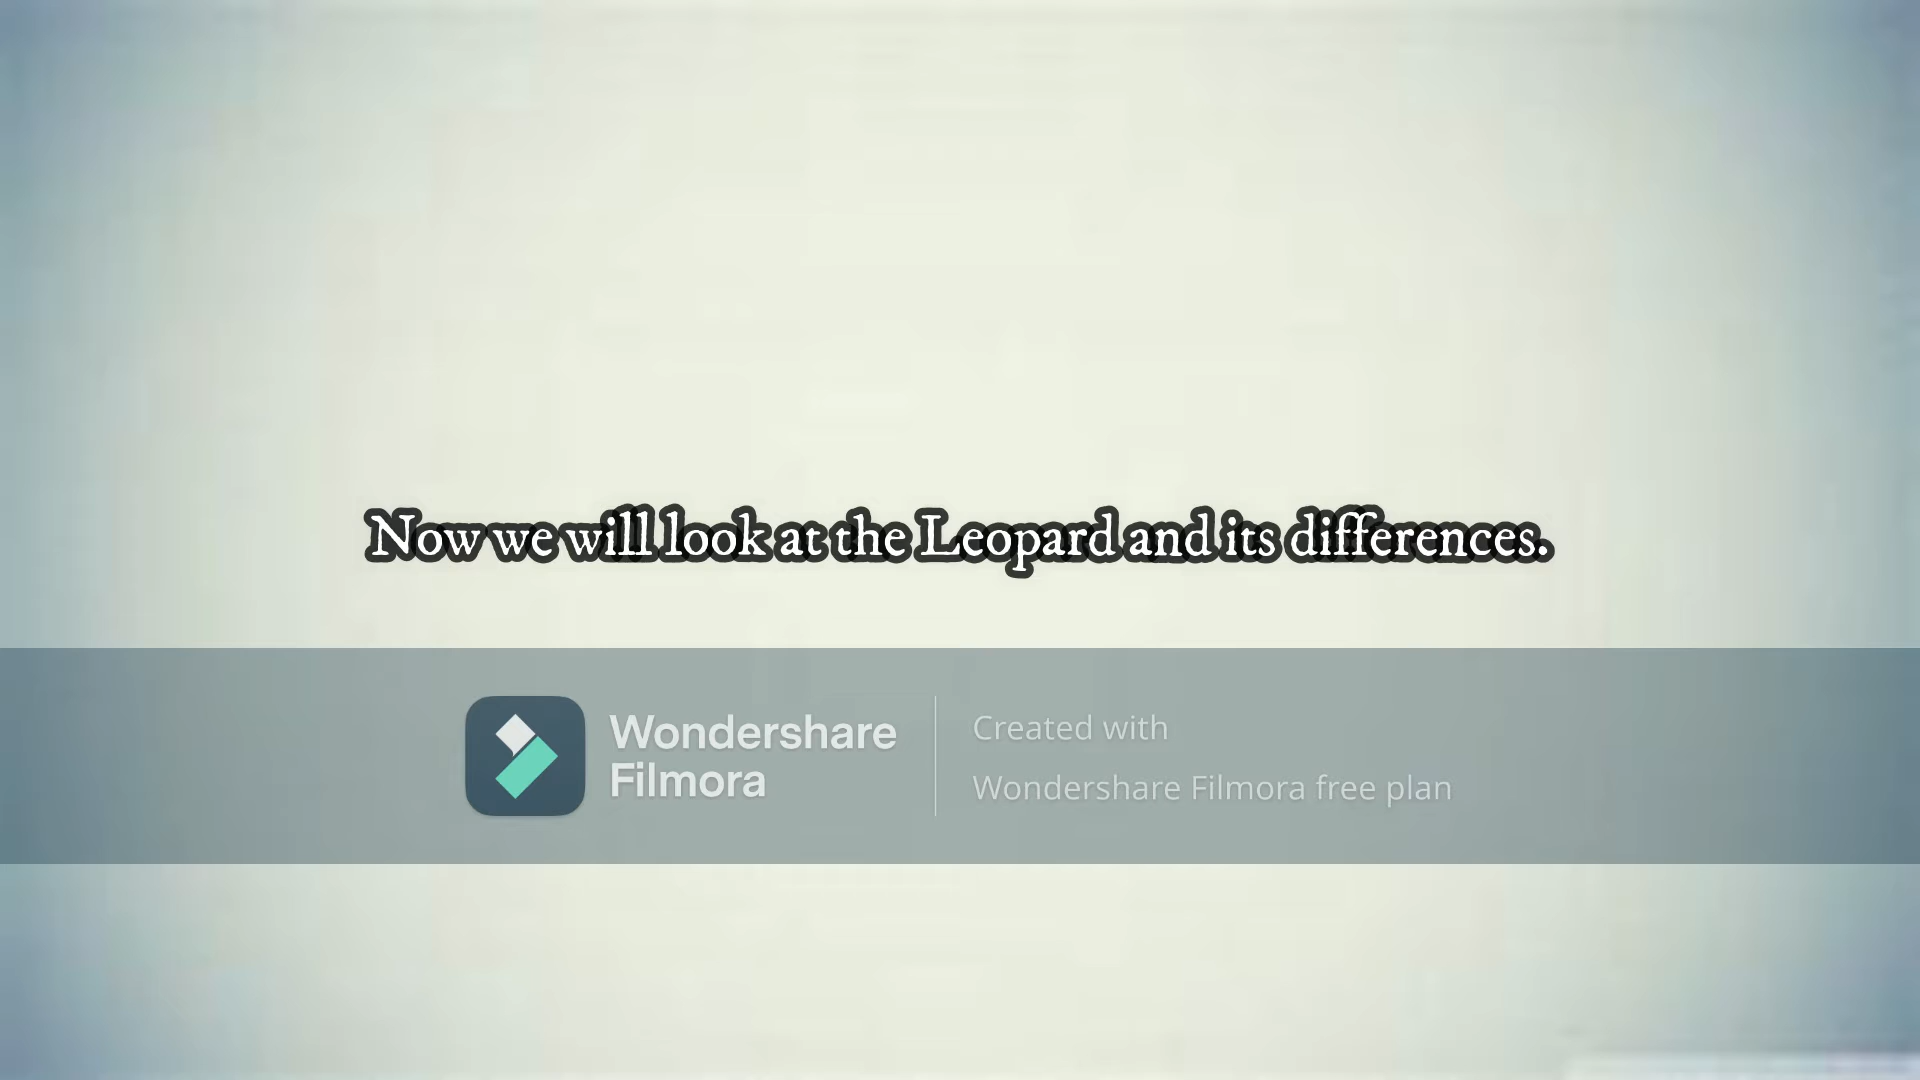 Now we will look at the Leopard and its differences.
Wondershare
Filmora
Created with
Wondershare Filmora free plan